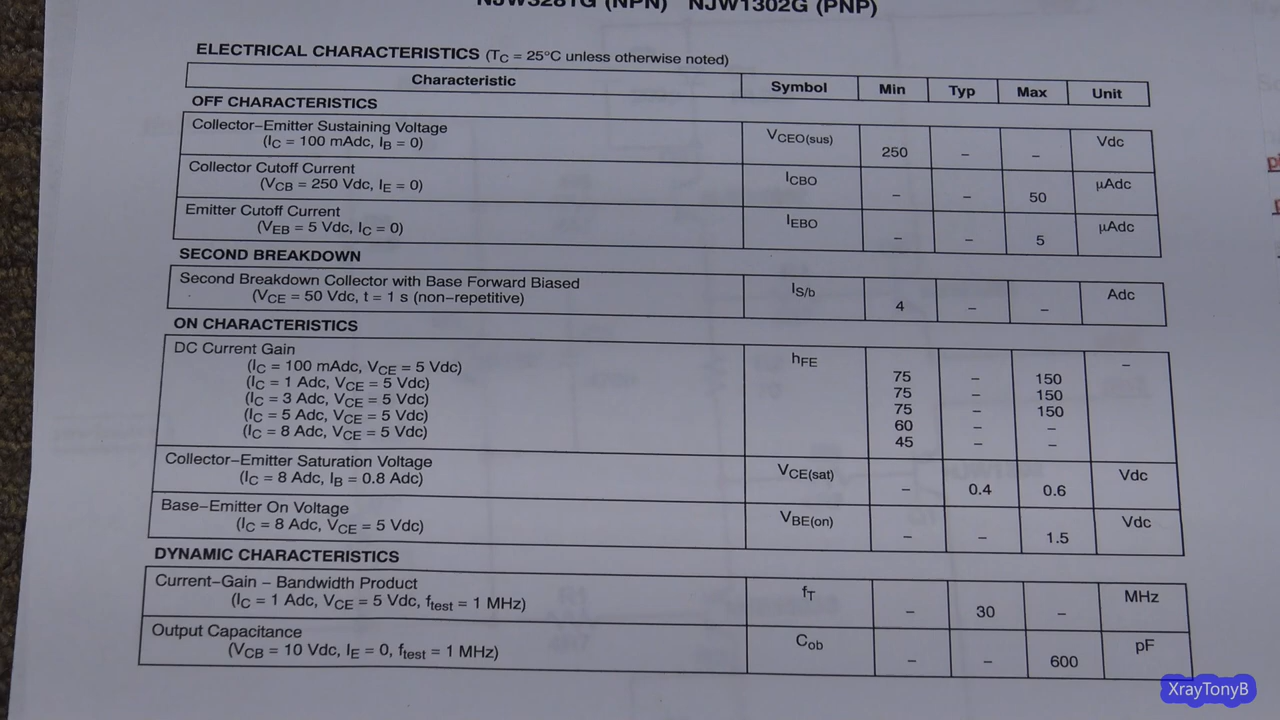 NJW3281G (NPN) NJW1302G (PNP)
ELECTRICAL CHARACTERISTICS (TC = 25°C unless otherwise noted)
Characteristic Symbol Min Typ Max Unit
OFF CHARACTERISTICS
Collector–Emitter Sustaining Voltage
(IC = 100 mAdc, IB = 0) VCEO(sus) 250 – – Vdc
Collector Cutoff Current
(VCB = 250 Vdc, IE = 0) ICBO – – 50 µAdc
Emitter Cutoff Current
(VEB = 5 Vdc, IC = 0) IEBO – – 5 µAdc
SECOND BREAKDOWN
Second Breakdown Collector with Base Forward Biased
(VCE = 50 Vdc, t = 1 s (non–repetitive) IS/b 4 – – Adc
ON CHARACTERISTICS
DC Current Gain hFE –
(IC = 100 mAdc, VCE = 5 Vdc) 75 – 150
(IC = 1 Adc, VCE = 5 Vdc) 75 – 150
(IC = 3 Adc, VCE = 5 Vdc) 75 – 150
(IC = 5 Adc, VCE = 5 Vdc) 60 – –
(IC = 8 Adc, VCE = 5 Vdc) 45 – –
Collector–Emitter Saturation Voltage
(IC = 8 Adc, IB = 0.8 Adc) VCE(sat) – 0.4 0.6 Vdc
Base–Emitter On Voltage
(IC = 8 Adc, VCE = 5 Vdc) VBE(on) – – 1.5 Vdc
DYNAMIC CHARACTERISTICS
Current–Gain – Bandwidth Product
(IC = 1 Adc, VCE = 5 Vdc, ftest = 1 MHz) fT – 30 – MHz
Output Capacitance
(VCB = 10 Vdc, IE = 0, ftest = 1 MHz) Cob – – 600 pF
XrayTonyB